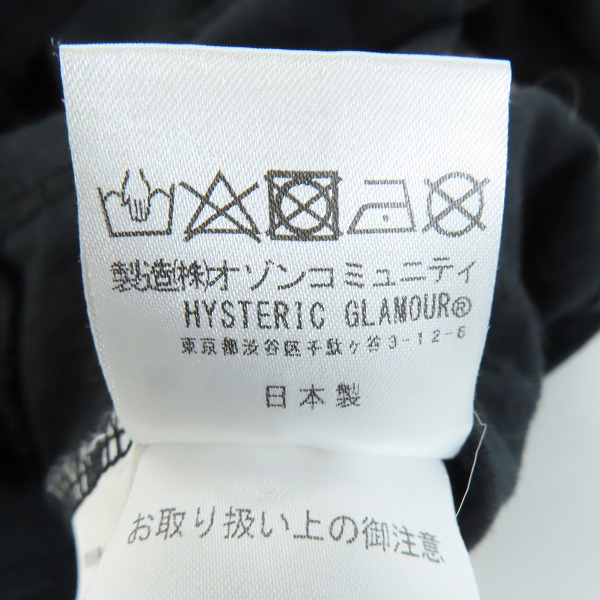 製造(株)オゾンコミュニティ
HYSTERIC GLAMOUR®
東京都渋谷区千駄ヶ谷3-12-6
日本製
お取り扱い上の御注意